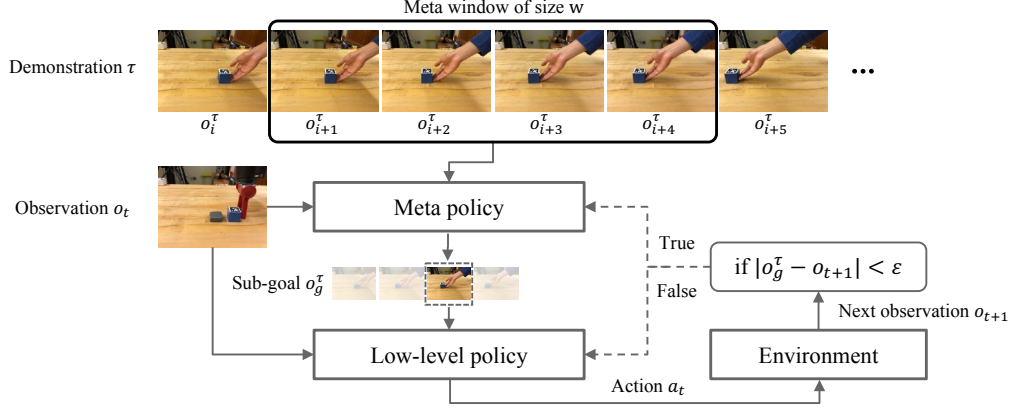 Meta window of size w
Demonstration τ
...
o_i^τ
o_{i+1}^τ
o_{i+2}^τ
o_{i+3}^τ
o_{i+4}^τ
o_{i+5}^τ
Observation o_t
Meta policy
True
if |o_g^τ − o_{t+1}| < ε
Sub-goal o_g^τ
False
Next observation o_{t+1}
Low-level policy
Environment
Action a_t